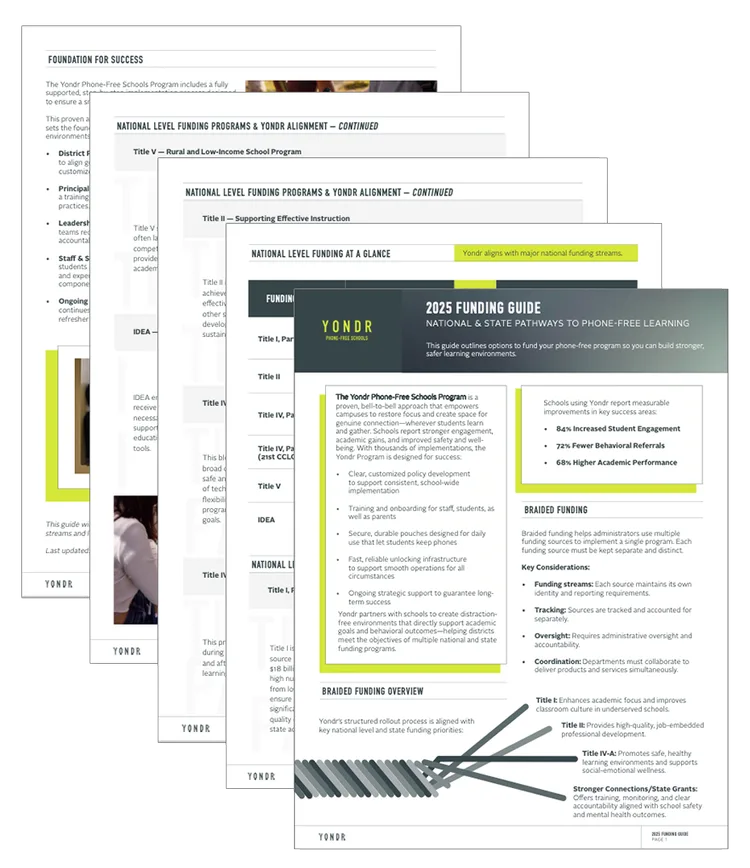 FOUNDATION FOR SUCCESS
The Yondr Phone-Free Schools Program includes a fully
supported,
to ensure a
This proven a
sets the foun
environments
• District P
to align g
customize
• Principal
a training
practices.
• Leadersh
teams rec
accountal
• Staff & S
students
and expe
compone
• Ongoing
continues
refresher
This guide wi
streams and l
Last updated:
YONDR
NATIONAL LEVEL FUNDING PROGRAMS & YONDR ALIGNMENT – CONTINUED
Title V — Rural and Low-Income School Program
Title V
often la
compet
provide
academ
IDEA —
IDEA en
receive
necessa
support
educati
tools.
YONDR
NATIONAL LEVEL FUNDING PROGRAMS & YONDR ALIGNMENT – CONTINUED
Title II — Supporting Effective Instruction
Title II
achieve
effectiv
other s
develo
sustain
Title IV
This blo
broad c
safe an
of tech
flexibili
progra
goals.
Title IV
This pr
during
and aft
learnin
YONDR
NATIONAL LEVEL FUNDING AT A GLANCE
Yondr aligns with major national funding streams.
FUNDIN
Title I, Par
Title II
Title IV, Pa
Title IV, Pa
(21st CCLC
Title V
IDEA
NATIONAL L
Title I, P
Title I is
source
$18 billi
high nu
from lo
ensure
significa
quality
state ac
YONDR
YONDR
PHONE-FREE SCHOOLS
2025 FUNDING GUIDE
NATIONAL & STATE PATHWAYS TO PHONE-FREE LEARNING
This guide outlines options to fund your phone-free program so you can build stronger,
safer learning environments.
The Yondr Phone-Free Schools Program is a
proven, bell-to-bell approach that empowers
campuses to restore focus and create space for
genuine connection—wherever students learn
and gather. Schools report stronger engagement,
academic gains, and improved safety and well-
being. With thousands of implementations, the
Yondr Program is designed for success:
• Clear, customized policy development
to support consistent, school-wide
implementation
• Training and onboarding for staff, students, as
well as parents
• Secure, durable pouches designed for daily
use that let students keep phones
• Fast, reliable unlocking infrastructure
to support smooth operations for all
circumstances
• Ongoing strategic support to guarantee long-
term success
Yondr partners with schools to create distraction-
free environments that directly support academic
goals and behavioral outcomes—helping districts
meet the objectives of multiple national and state
funding programs.
Schools using Yondr report measurable
improvements in key success areas:
• 84% Increased Student Engagement
• 72% Fewer Behavioral Referrals
• 68% Higher Academic Performance
BRAIDED FUNDING
Braided funding helps administrators use multiple
funding sources to implement a single program. Each
funding source must be kept separate and distinct.
Key Considerations:
• Funding streams: Each source maintains its own
identity and reporting requirements.
• Tracking: Sources are tracked and accounted for
separately.
• Oversight: Requires administrative oversight and
accountability.
• Coordination: Departments must collaborate to
deliver products and services simultaneously.
BRAIDED FUNDING OVERVIEW
Yondr's structured rollout process is aligned with
key national level and state funding priorities:
Title I: Enhances academic focus and improves
classroom culture in underserved schools.
Title II: Provides high-quality, job-embedded
professional development.
Title IV-A: Promotes safe, healthy
learning environments and supports
social-emotional wellness.
Stronger Connections/State Grants:
Offers training, monitoring, and clear
accountability aligned with school safety
and mental health outcomes.
YONDR
2025 FUNDING GUIDE
PAGE 1